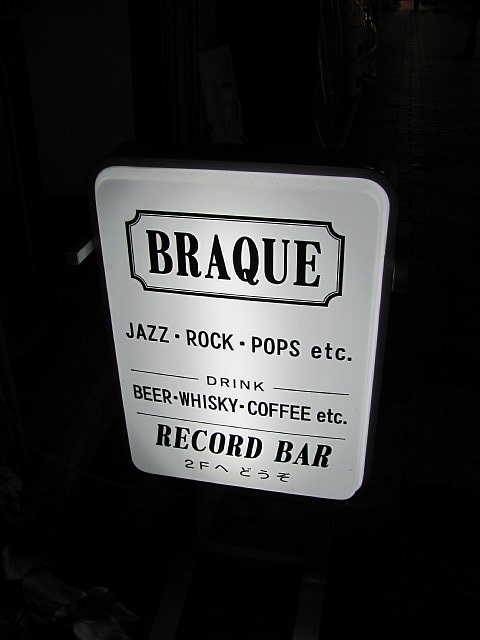 BRAQUE
JAZZ・ROCK・POPS etc.
DRINK
BEER・WHISKY・COFFEE etc.
RECORD BAR
2Fへ どうぞ